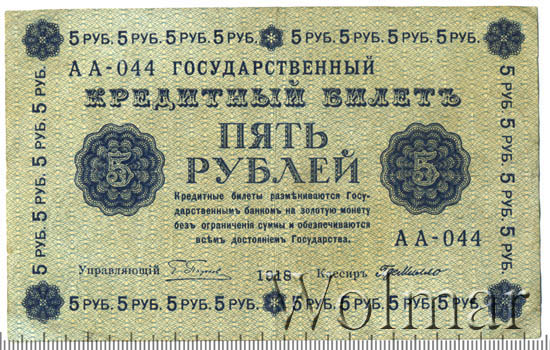 5 РУБ. 5 РУБ. 5 РУБ. 5 РУБ. 5 РУБ. 5 РУБ. 5 РУБ. 5 РУБ.
5 РУБ. 5 РУБ. 5 РУБ. 5 РУБ.
5 РУБ. 5 РУБ. 5 РУБ. 5 РУБ.
АА-044 ГОСУДАРСТВЕННЫЙ
КРЕДИТНЫЙ БИЛЕТЪ
5 ПЯТЬ 5
РУБЛЕЙ
Кредитные билеты размѣниваются Госу-
дарственнымъ банкомъ на золотую монету
безъ ограниченія суммы и обезпечиваются
всѣмъ достояніемъ Государства.
АА-044
Управляющій 1918 Кассиръ
5 РУБ. 5 РУБ. 5 РУБ. 5 РУБ. 5 РУБ. 5 РУБ. 5 РУБ. 5 РУБ.
Wolmar